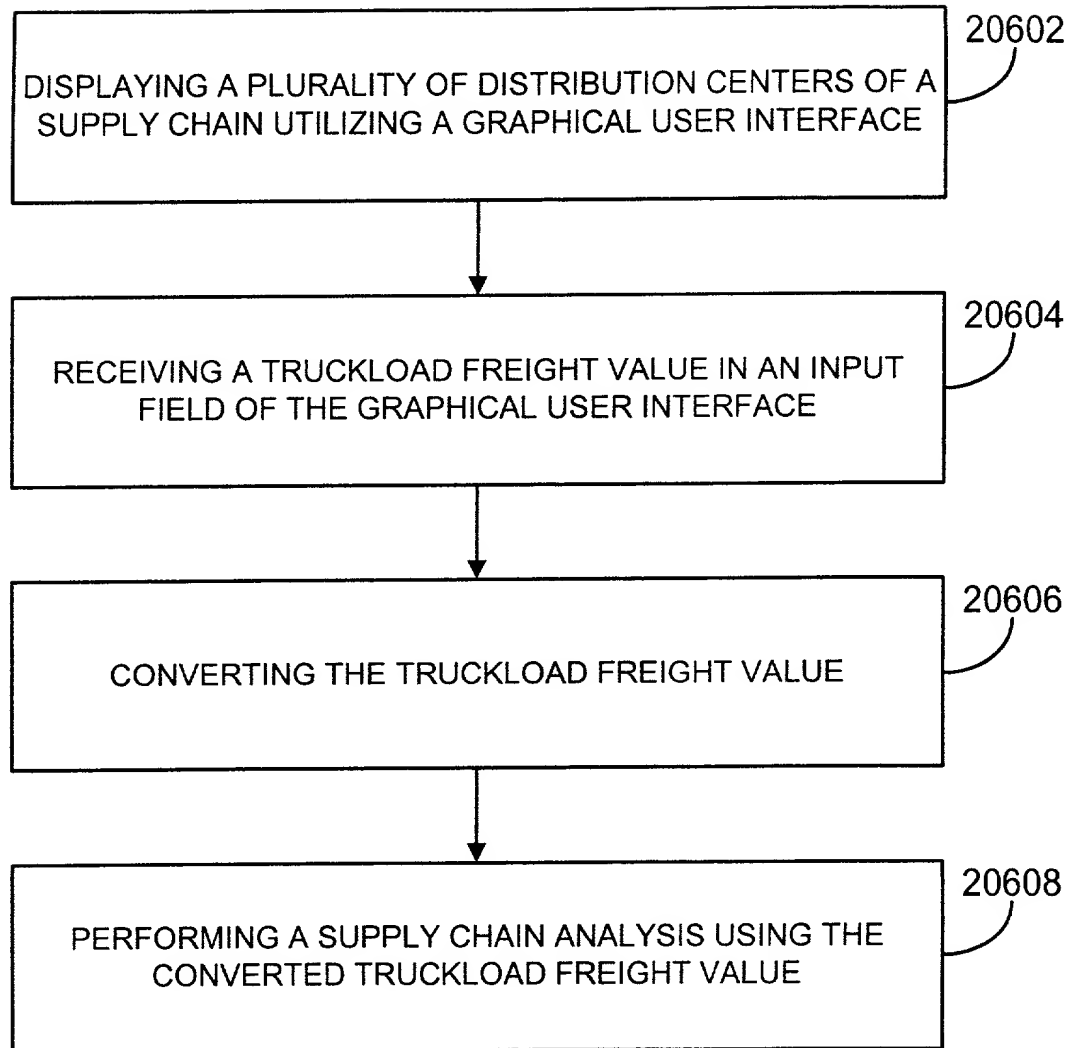 20602
DISPLAYING A PLURALITY OF DISTRIBUTION CENTERS OF A
SUPPLY CHAIN UTILIZING A GRAPHICAL USER INTERFACE
20604
RECEIVING A TRUCKLOAD FREIGHT VALUE IN AN INPUT
FIELD OF THE GRAPHICAL USER INTERFACE
20606
CONVERTING THE TRUCKLOAD FREIGHT VALUE
20608
PERFORMING A SUPPLY CHAIN ANALYSIS USING THE
CONVERTED TRUCKLOAD FREIGHT VALUE